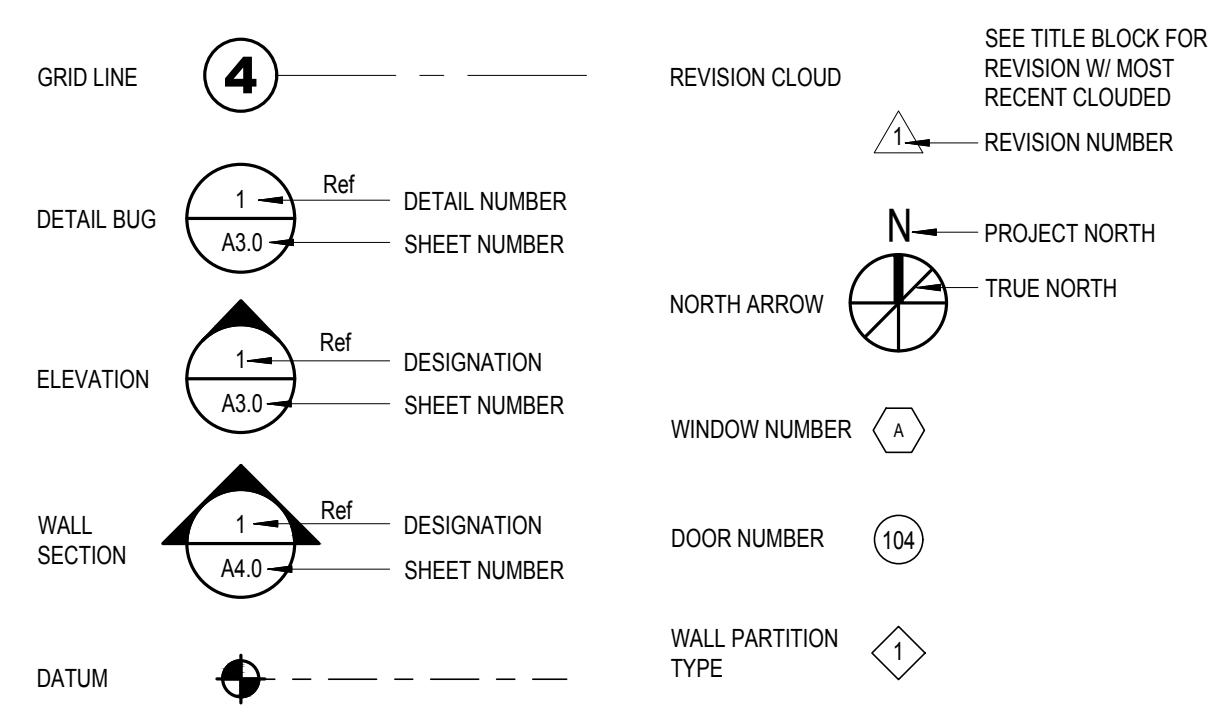 GRID LINE
4
DETAIL BUG
1
Ref
DETAIL NUMBER
A3.0
SHEET NUMBER
ELEVATION
1
Ref
DESIGNATION
A3.0
SHEET NUMBER
WALL
SECTION
1
Ref
DESIGNATION
A4.0
SHEET NUMBER
DATUM
REVISION CLOUD
SEE TITLE BLOCK FOR
REVISION W/ MOST
RECENT CLOUDED
1
REVISION NUMBER
N
PROJECT NORTH
NORTH ARROW
TRUE NORTH
WINDOW NUMBER
A
DOOR NUMBER
104
WALL PARTITION
TYPE
1